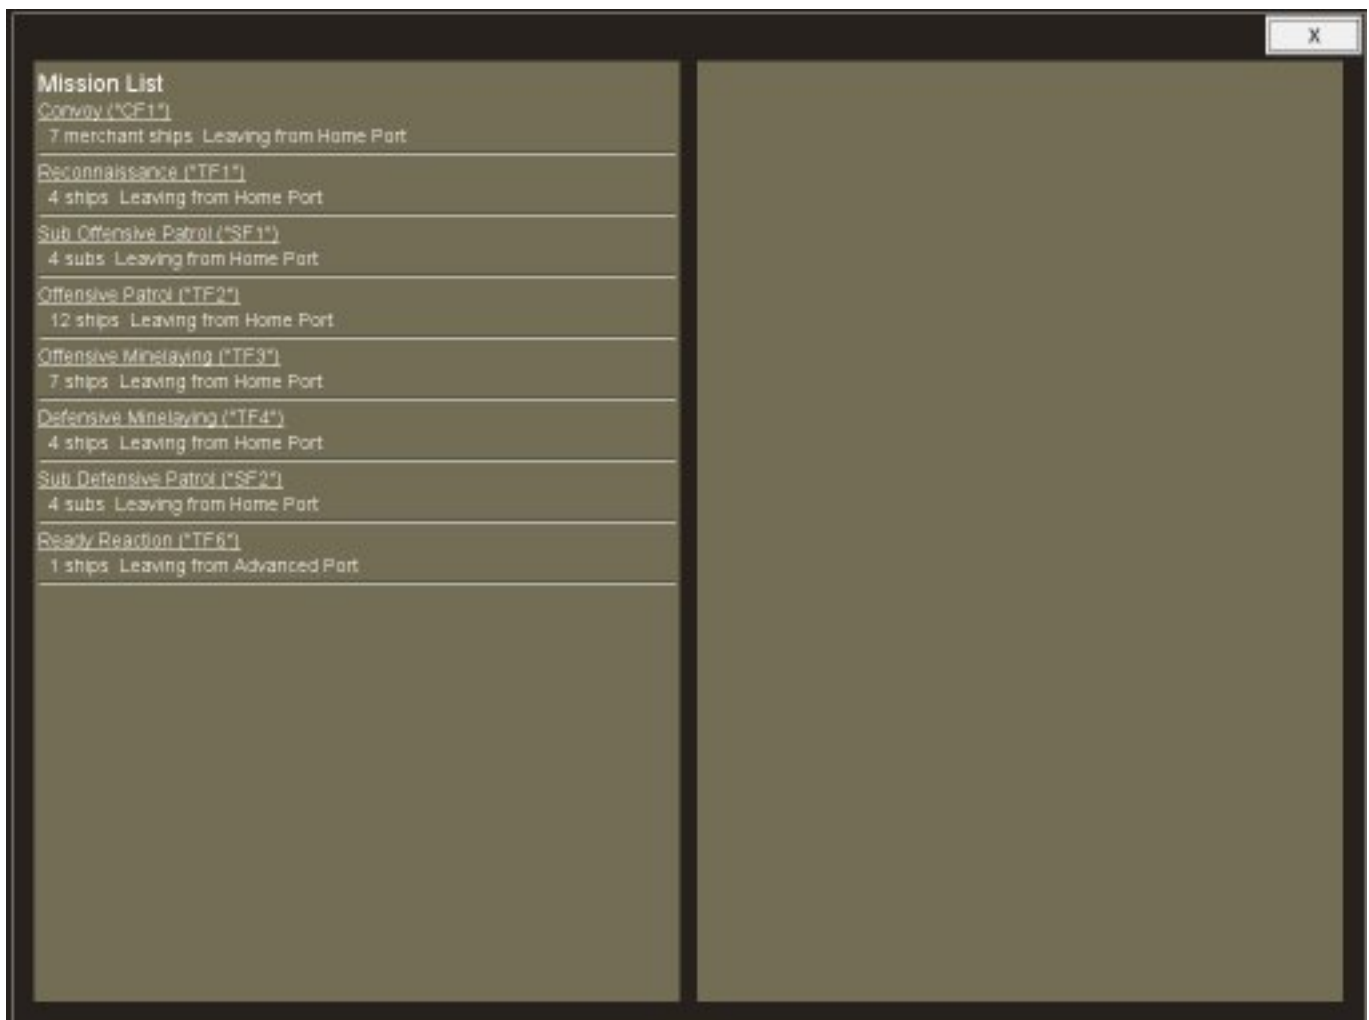 X
Mission List
Convoy ("CF1")
7 merchant ships Leaving from Home Port
Reconnaissance ("TF1")
4 ships Leaving from Home Port
Sub Offensive Patrol ("SF1")
4 subs Leaving from Home Port
Offensive Patrol ("TF2")
12 ships Leaving from Home Port
Offensive Minelaying ("TF3")
7 ships Leaving from Home Port
Defensive Minelaying ("TF4")
4 ships Leaving from Home Port
Sub Defensive Patrol ("SF2")
4 subs Leaving from Home Port
Ready Reaction ("TF6")
1 ships Leaving from Advanced Port